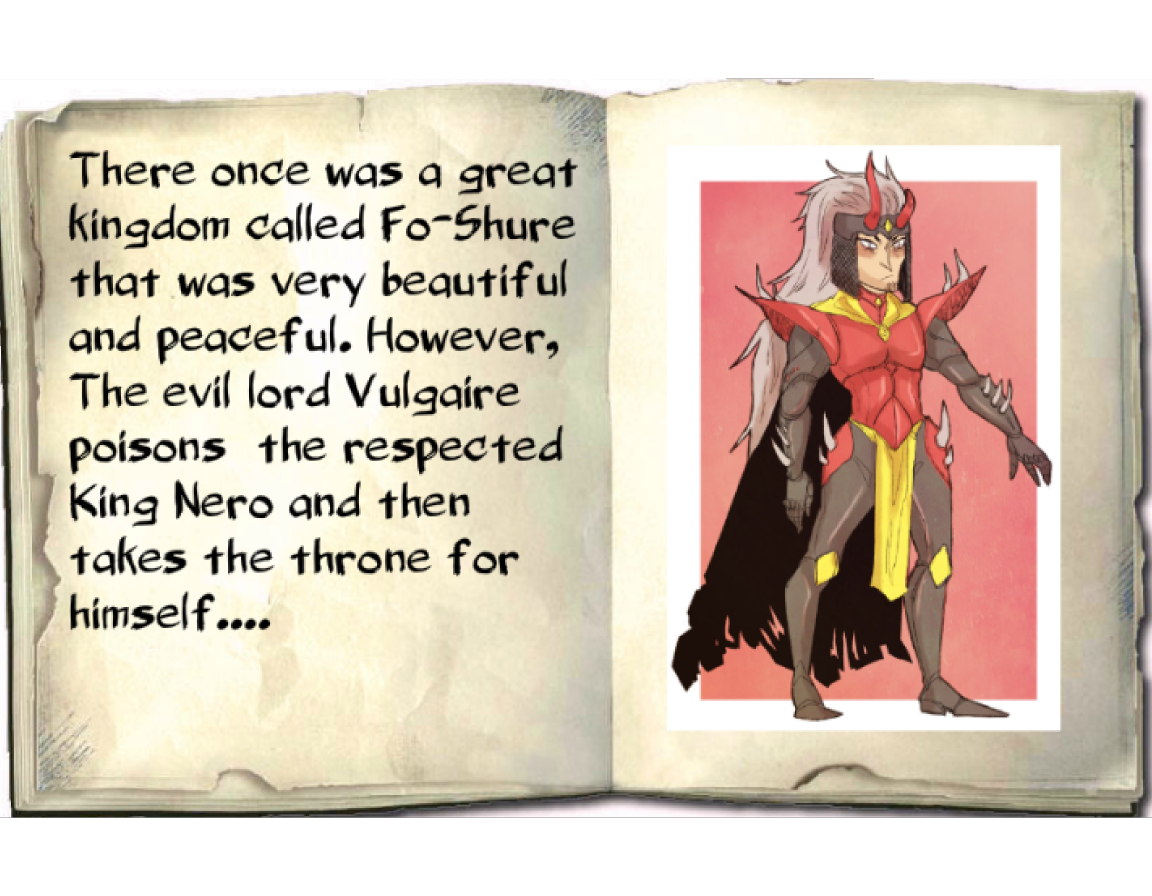 There once was a great
kingdom called Fo-Shure
that was very beautiful
and peaceful. However,
The evil lord Vulgaire
poisons the respected
King Nero and then
takes the throne for
himself....